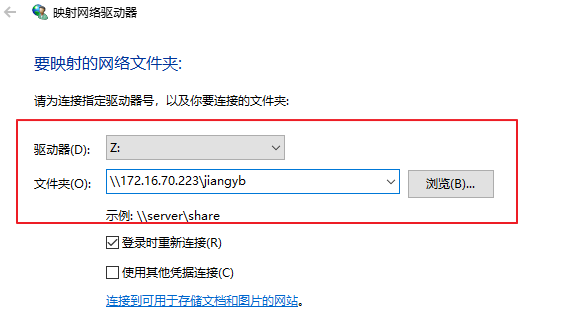 映射网络驱动器
要映射的网络文件夹:
请为连接指定驱动器号，以及你要连接的文件夹:
驱动器(D): Z:
文件夹(O): \\172.16.70.223\jiangyb 浏览(B)...
示例: \\server\share
登录时重新连接(R)
使用其他凭据连接(C)
连接到可用于存储文档和图片的网站。